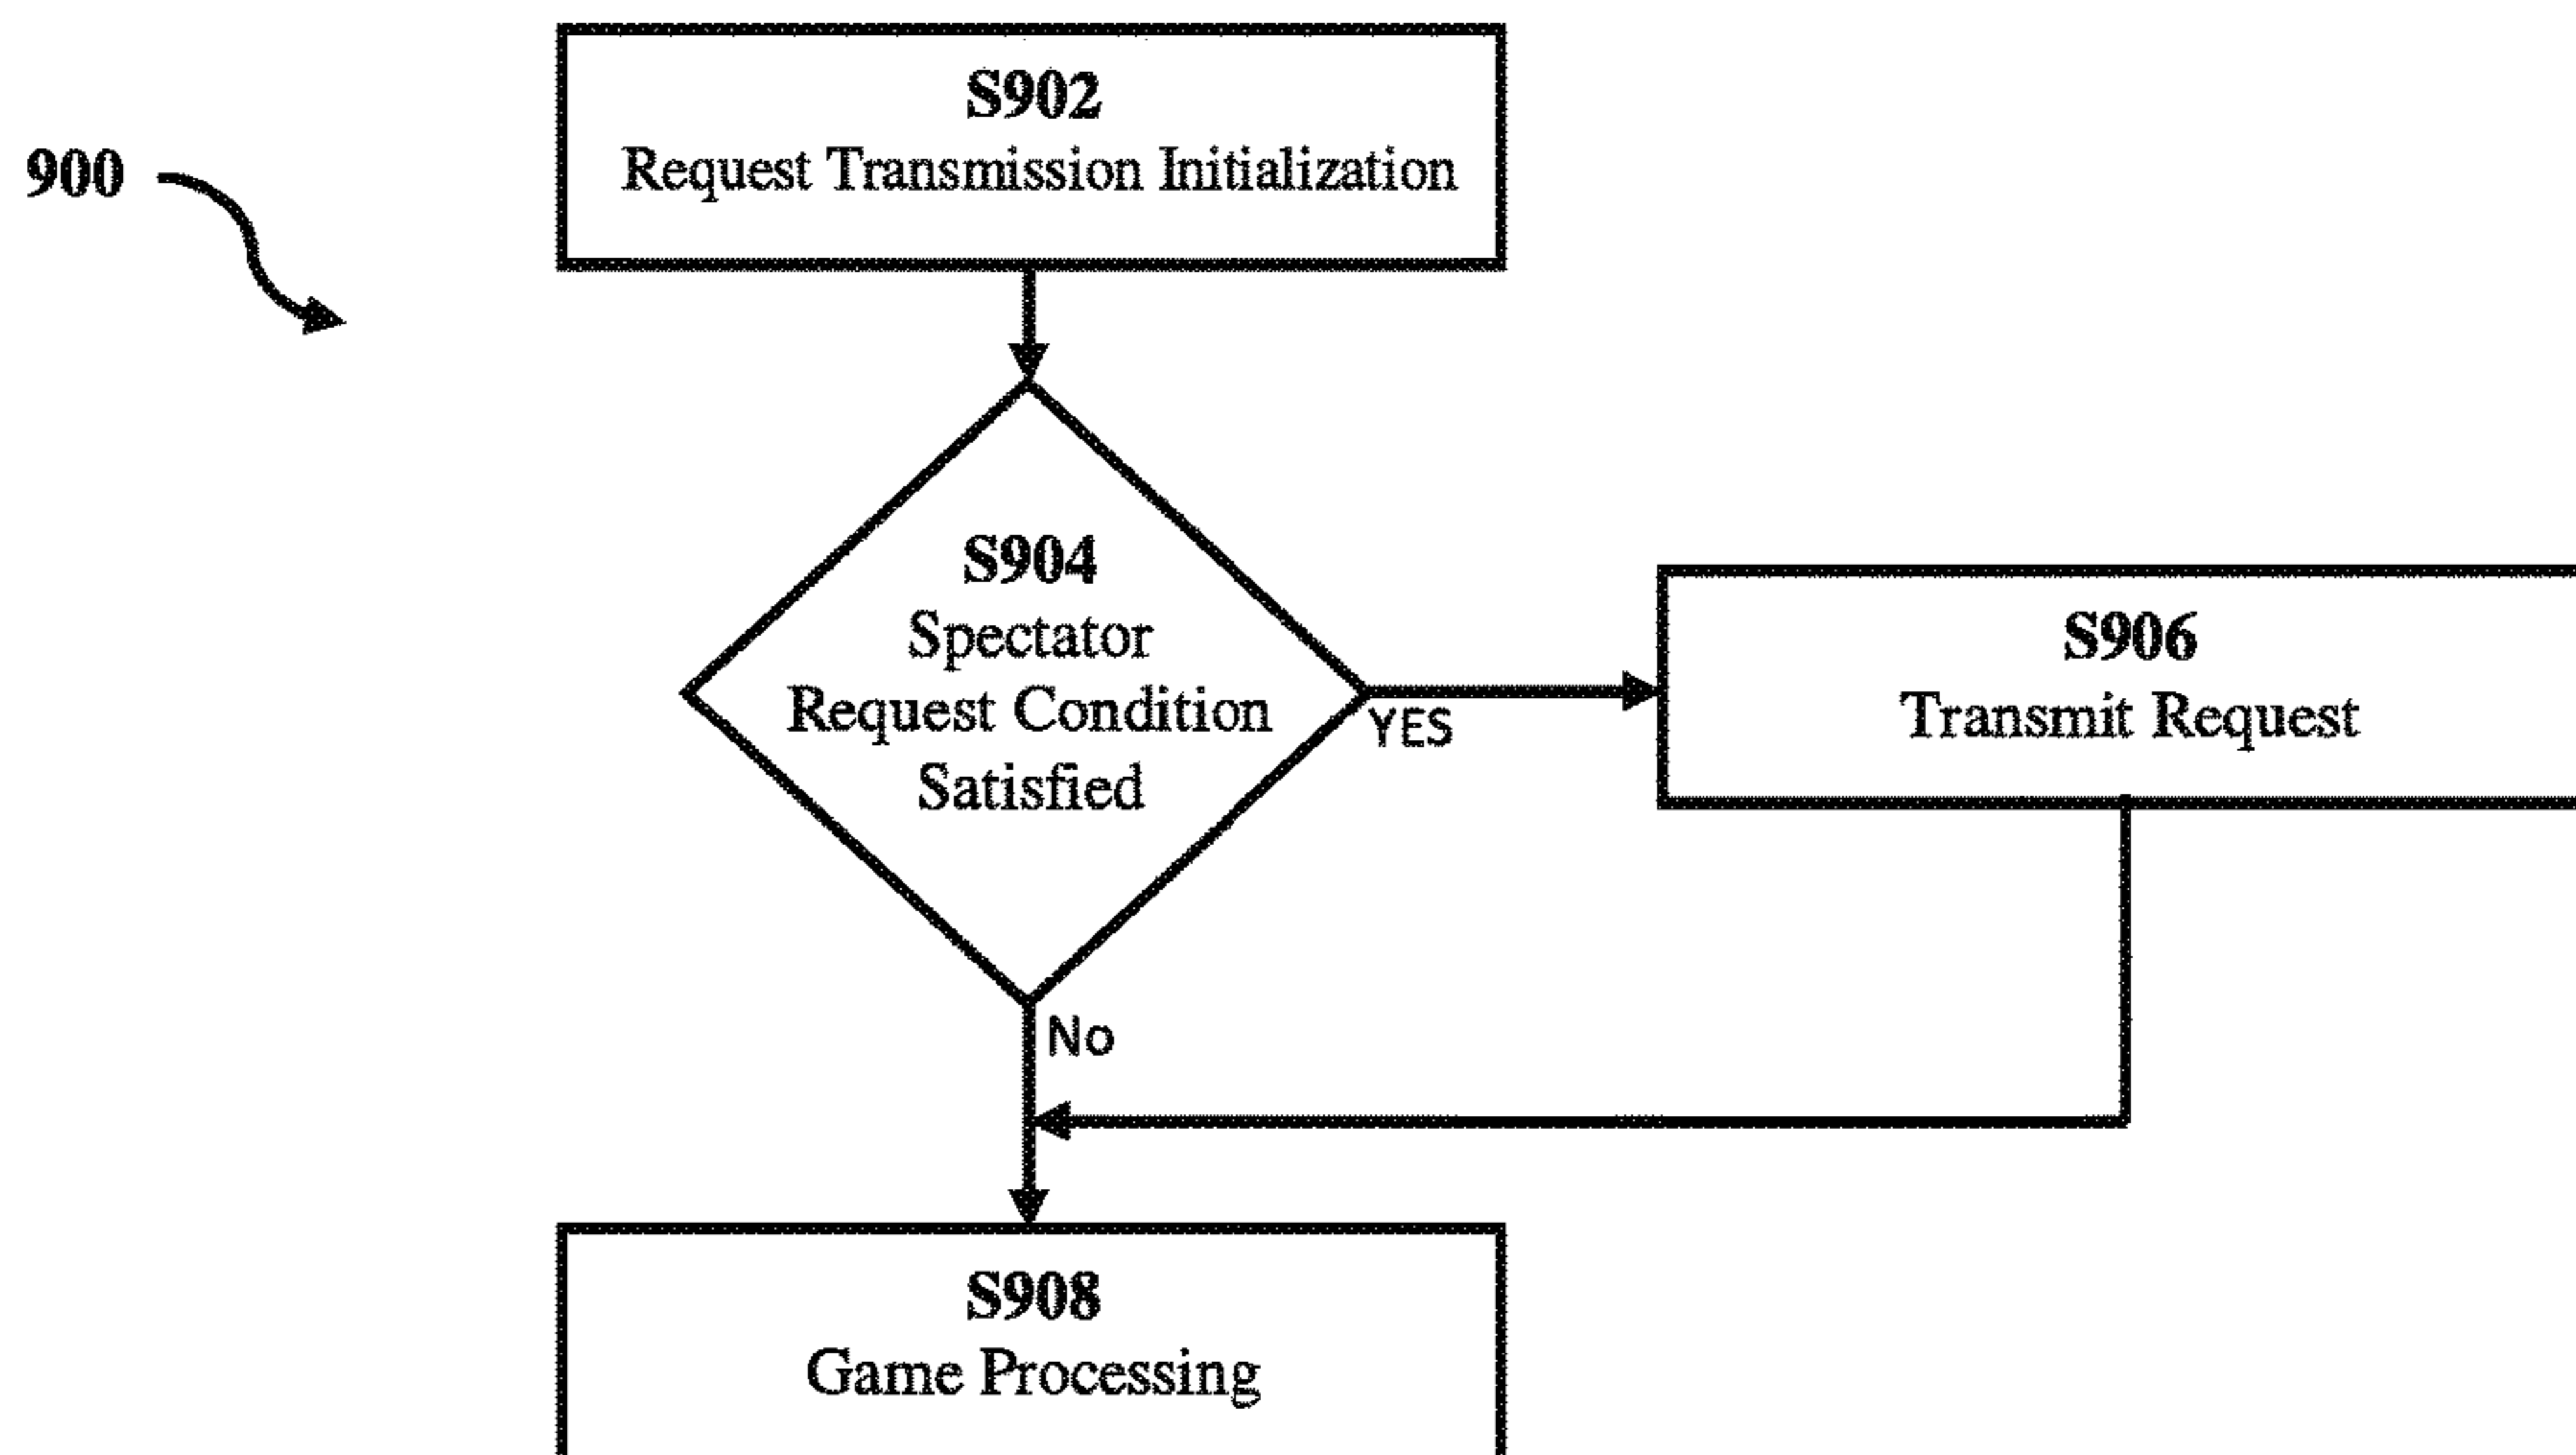 S902
Request Transmission Initialization
900
S904
Spectator
Request Condition
Satisfied
YES
S906
Transmit Request
No
S908
Game Processing